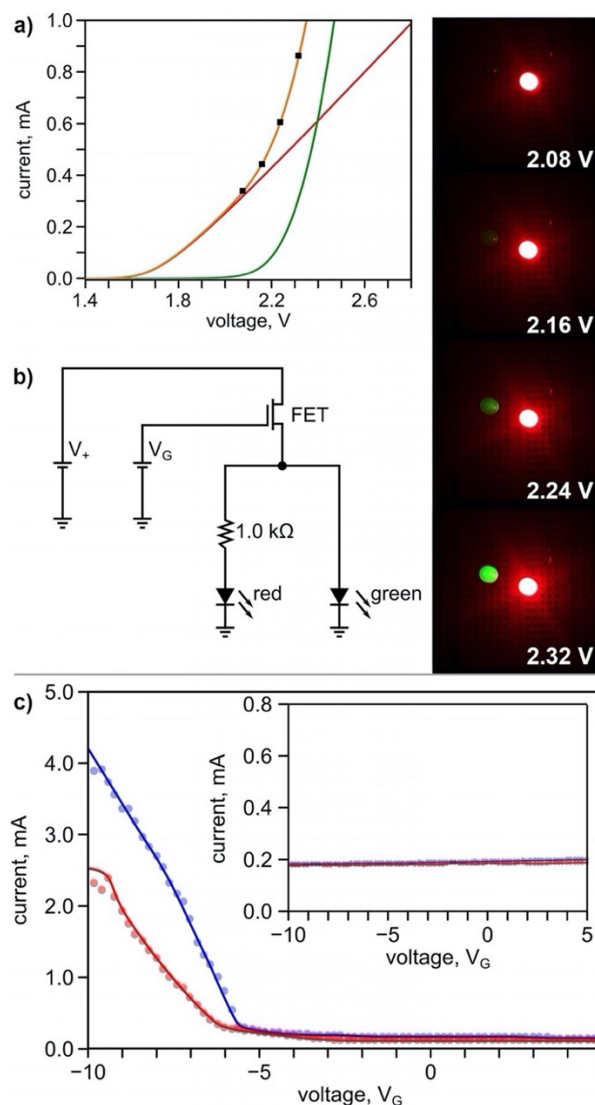 a)
1.0
0.8
0.6
0.4
0.2
0.0
current, mA
1.4 1.8 2.2 2.6
voltage, V
2.08 V
2.16 V
2.24 V
2.32 V
b)
FET
V₊
V_G
1.0 kΩ
red
green
c)
5.0
4.0
3.0
2.0
1.0
0.0
current, mA
−10 −5 0
voltage, V_G
0.8
0.6
0.4
0.2
0.0
current, mA
−10 −5 0 5
voltage, V_G